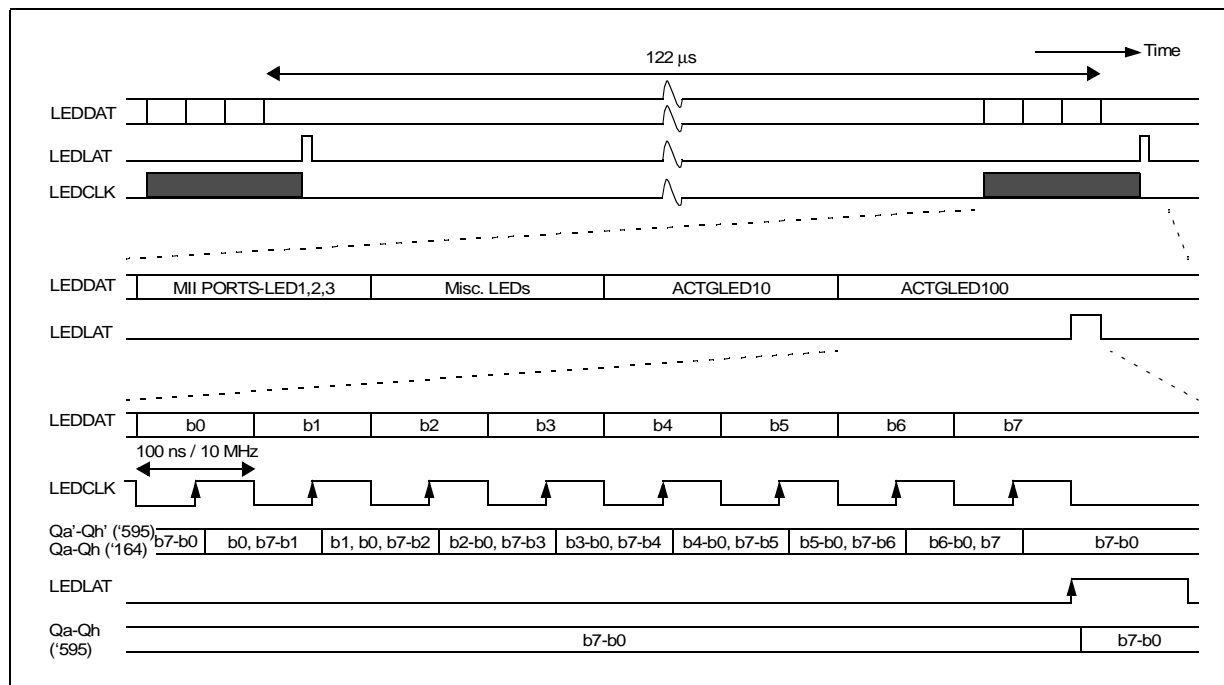 Time
122 μs
LEDDAT
LEDLAT
LEDCLK
LEDDAT MII PORTS-LED1,2,3 Misc. LEDs ACTGLED10 ACTGLED100
LEDLAT
LEDDAT b0 b1 b2 b3 b4 b5 b6 b7
100 ns / 10 MHz
LEDCLK
Qa'-Qh' ('595)
Qa-Qh ('164) b7-b0 b0, b7-b1 b1, b0, b7-b2 b2-b0, b7-b3 b3-b0, b7-b4 b4-b0, b7-b5 b5-b0, b7-b6 b6-b0, b7 b7-b0
LEDLAT
Qa-Qh b7-b0 b7-b0
('595)